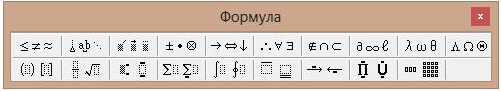 Формула x
≤ ≠ ≈ ¡ a b ⋱ ± • ⊗ → ⇔ ↓ ∴ ∀ ∃ ∉ ∩ ⊂ ∂ ∞ ℓ λ ω θ Λ Ω Θ
( ) [ ] √ Σ Σ ∫ ∮ → ← Π̄ Ụ